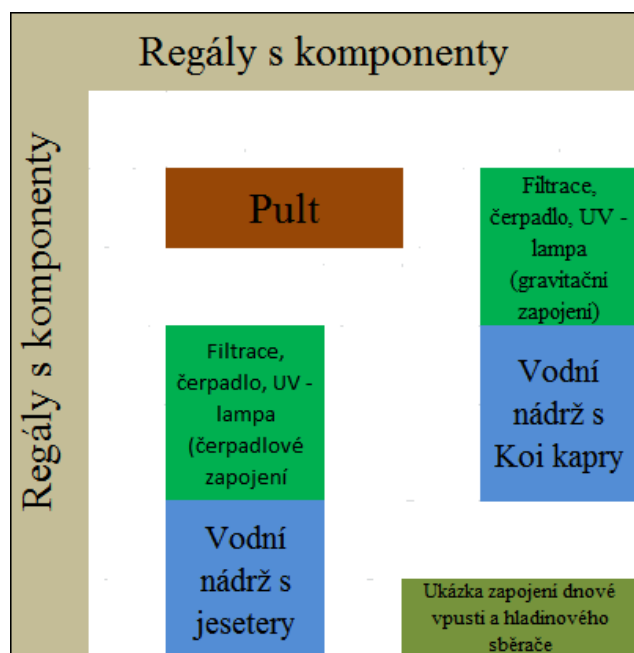 Regály s komponenty
Regály s komponenty
Pult
Filtrace,
čerpadlo, UV -
lampa
(gravitační
zapojení)
Filtrace,
čerpadlo, UV -
lampa
(čerpadlové
zapojení
Vodní
nádrž s
Koi kapry
Vodní
nádrž s
jesetery
Ukázka zapojení dnové
vpusti a hladinového
sběrače